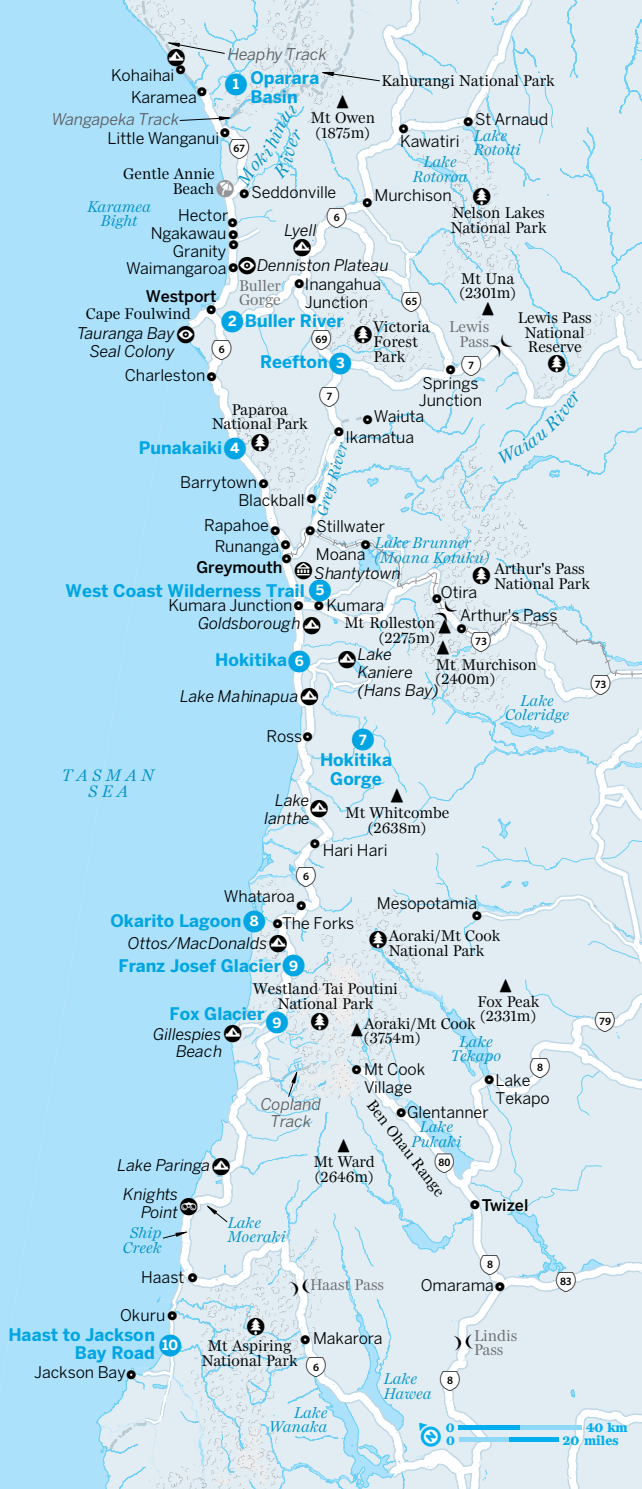 Heaphy Track
Kohaihai
1
Oparara
Basin
Kahurangi National Park
Karamea
Mt Owen
(1875m)
Wangapeka Track
St Arnaud
Kawatiri
Lake
Rotoiti
Little Wanganui
67
Mokihinui
River
Lake
Rotoroa
Gentle Annie
Beach
Seddonville
Murchison
Nelson Lakes
National Park
Karamea
Bight
Hector
6
Ngakawau
Lyell
Granity
Waimangaroa
Denniston Plateau
Mt Una
(2301m)
Buller
Gorge
Inangahua
Junction
65
Westport
Cape Foulwind
2
Buller River
Victoria
Forest
Park
Lewis
Pass
Lewis Pass
National
Reserve
Tauranga Bay
Seal Colony
6
69
Reefton
3
7
Charleston
Springs
Junction
7
Paparoa
National Park
Waiuta
Ikamatua
Waiau River
Punakaiki
4
Grey River
Barrytown
Blackball
Rapahoe
Stillwater
Runanga
Moana
Lake Brunner
(Moana Kotuku)
Greymouth
Shantytown
Arthur's Pass
National Park
West Coast Wilderness Trail
5
Otira
Kumara Junction
Kumara
Arthur's Pass
Goldsborough
Mt Rolleston
(2275m)
73
Hokitika
6
Lake
Kaniere
(Hans Bay)
Mt Murchison
(2400m)
73
Lake Mahinapua
Lake
Coleridge
Ross
7
Hokitika
Gorge
TASMAN
SEA
Lake
Ianthe
Mt Whitcombe
(2638m)
Hari Hari
6
Whataroa
Mesopotamia
Okarito Lagoon
8
The Forks
Ottos/MacDonalds
Aoraki/Mt Cook
National Park
Franz Josef Glacier
9
Westland Tai Poutini
National Park
Fox Peak
(2331m)
Fox Glacier
9
Aoraki/Mt Cook
(3754m)
79
Gillespies
Beach
Lake
Tekapo
Mt Cook
Village
8
Lake
Tekapo
Copland
Track
Ben Ohau Range
Glentanner
Lake
Pukaki
Mt Ward
(2646m)
80
Lake Paringa
Knights
Point
Twizel
Ship
Creek
Lake
Moeraki
8
Haast
Haast Pass
Omarama
83
Okuru
Haast to Jackson
Bay Road
10
Mt Aspiring
National Park
Makarora
Lindis
Pass
6
Jackson Bay
Lake
Hawea
8
Lake
Wanaka
0
40 km
0
20 miles